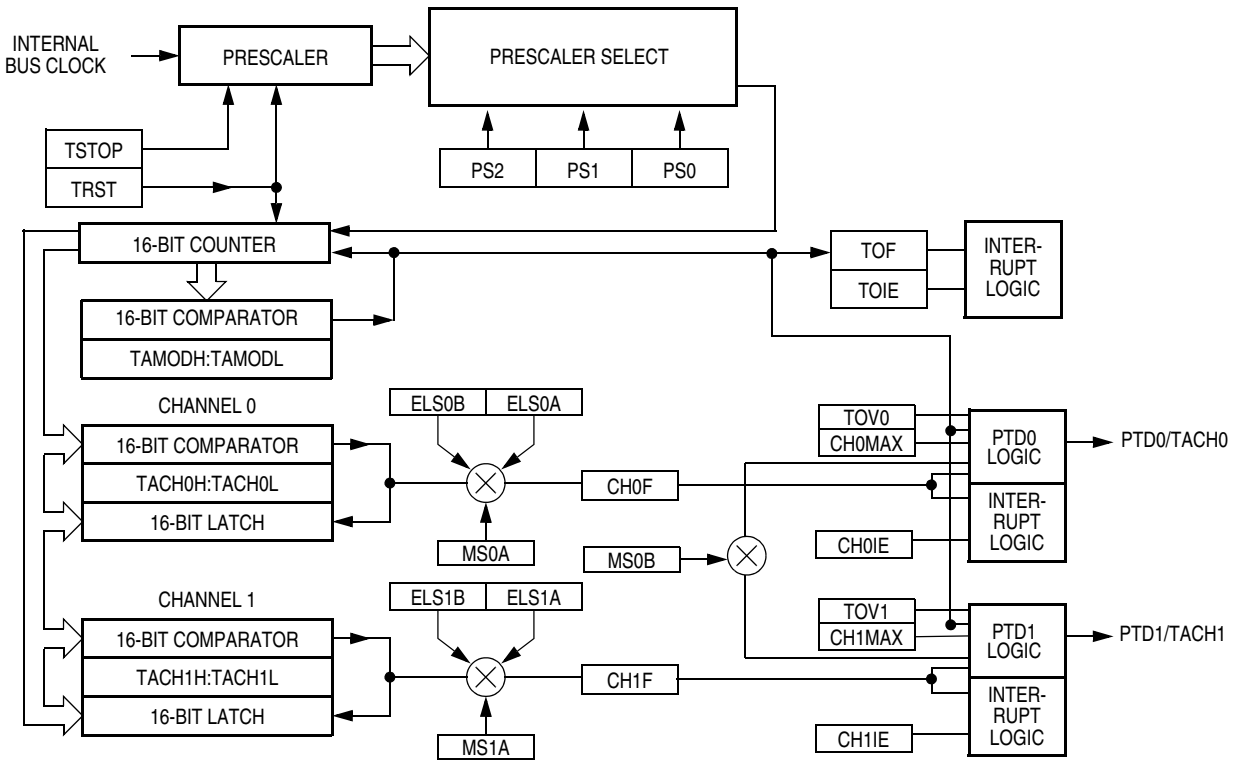 INTERNAL
BUS CLOCK
PRESCALER
PRESCALER SELECT
TSTOP
TRST
PS2
PS1
PS0
16-BIT COUNTER
16-BIT COMPARATOR
TAMODH:TAMODL
TOF
TOIE
INTER-
RUPT
LOGIC
CHANNEL 0
16-BIT COMPARATOR
TACH0H:TACH0L
16-BIT LATCH
ELS0B
ELS0A
MS0A
CH0F
MS0B
TOV0
CH0MAX
CH0IE
PTD0
LOGIC
INTER-
RUPT
LOGIC
PTD0/TACH0
CHANNEL 1
16-BIT COMPARATOR
TACH1H:TACH1L
16-BIT LATCH
ELS1B
ELS1A
MS1A
CH1F
TOV1
CH1MAX
CH1IE
PTD1
LOGIC
INTER-
RUPT
LOGIC
PTD1/TACH1